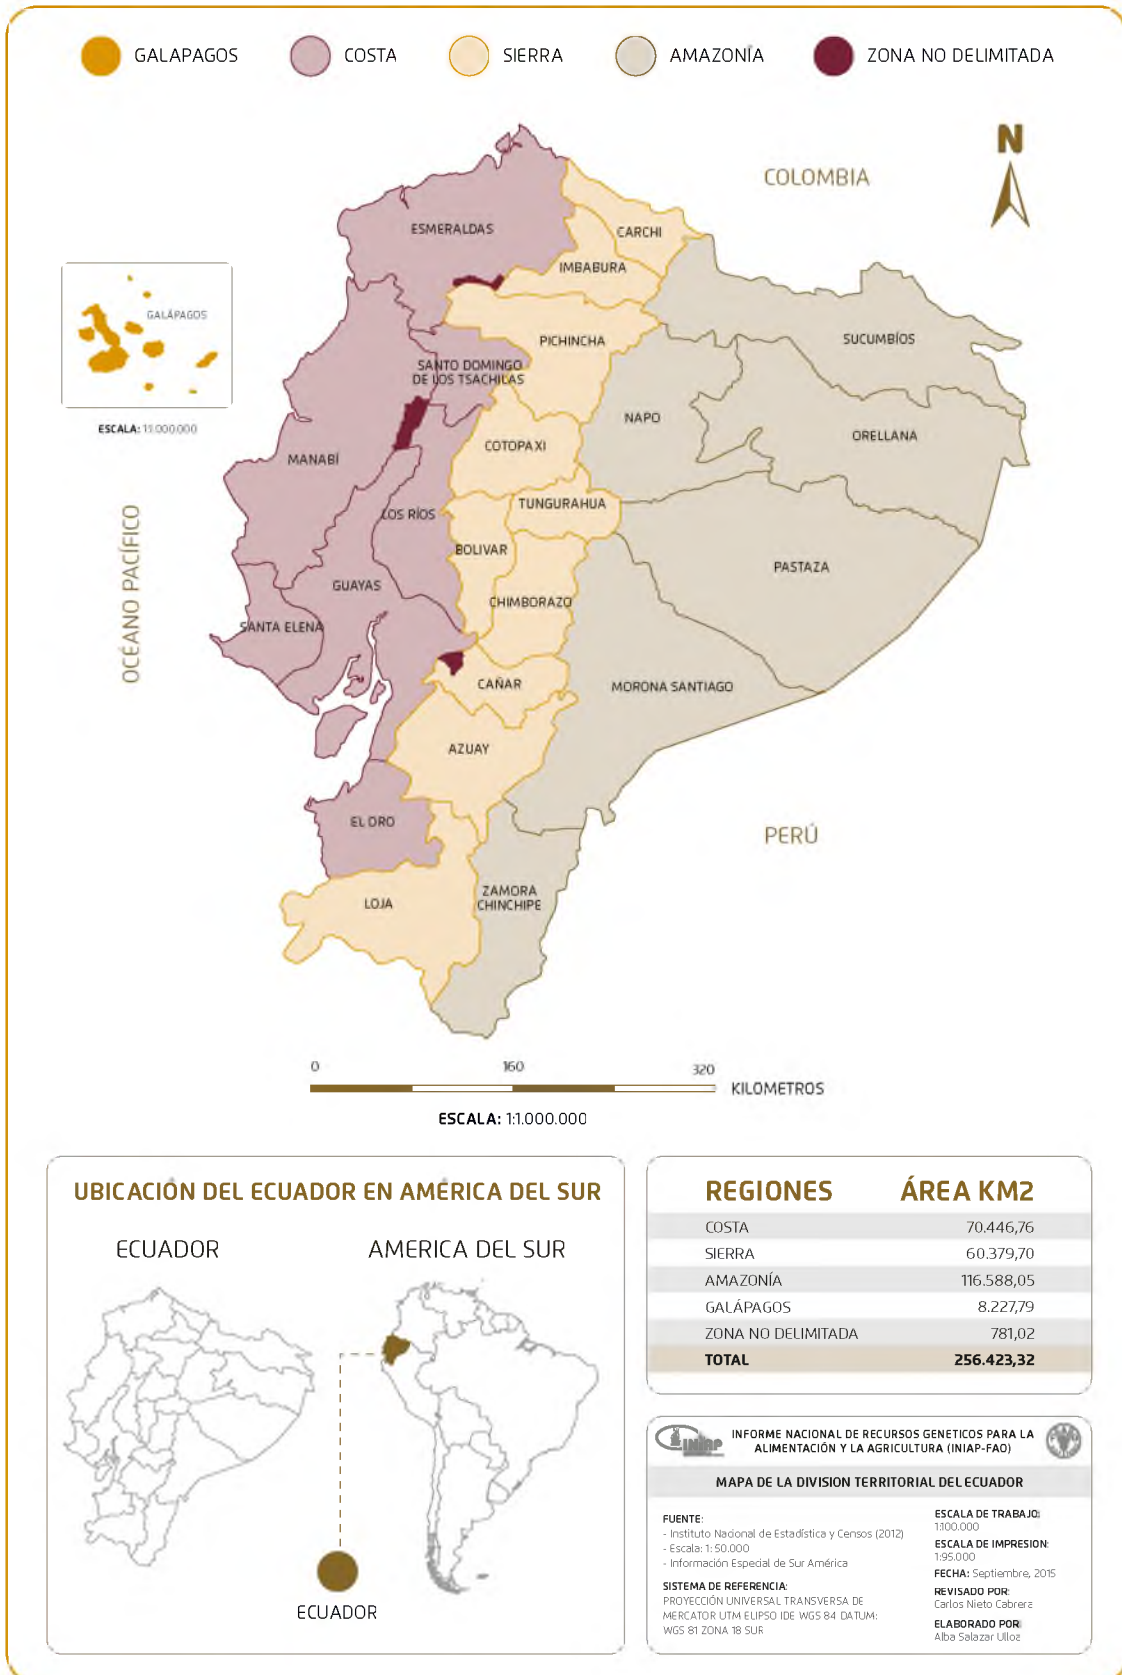 GALAPAGOS
COSTA
SIERRA
AMAZONÍA
ZONA NO DELIMITADA
N
COLOMBIA
ESMERALDAS
CARCHI
IMBABURA
GALÁPAGOS
PICHINCHA
SUCUMBÍOS
SANTO DOMINGO
DE LOS TSACHILAS
NAPO
ESCALA: 1:1.000.000
ORELLANA
COTOPAXI
MANABÍ
TUNGURAHUA
LOS RÍOS
BOLIVAR
PASTAZA
OCÉANO PACÍFICO
GUAYAS
CHIMBORAZO
SANTA ELENA
CAÑAR
MORONA SANTIAGO
AZUAY
EL ORO
PERÚ
LOJA
ZAMORA
CHINCHIPE
0 160 320
KILOMETROS
ESCALA: 1:1.000.000
UBICACIÓN DEL ECUADOR EN AMÉRICA DEL SUR
ECUADOR
AMERICA DEL SUR
ECUADOR
REGIONES ÁREA KM2
COSTA 70.446,76
SIERRA 60.379,70
AMAZONÍA 116.588,05
GALÁPAGOS 8.227,79
ZONA NO DELIMITADA 781,02
TOTAL 256.423,32
INIAP
INFORME NACIONAL DE RECURSOS GENETICOS PARA LA
ALIMENTACIÓN Y LA AGRICULTURA (INIAP-FAO)
MAPA DE LA DIVISION TERRITORIAL DEL ECUADOR
FUENTE:
- Instituto Nacional de Estadística y Censos (2012)
- Escala: 1: 50.000
- Información Especial de Sur América
SISTEMA DE REFERENCIA:
PROYECCIÓN UNIVERSAL TRANSVERSA DE
MERCATOR UTM ELIPSO IDE WGS 84 DATUM:
WGS 81 ZONA 18 SUR
ESCALA DE TRABAJO:
1:100.000
ESCALA DE IMPRESION:
1:95.000
FECHA: Septiembre, 2015
REVISADO POR:
Carlos Nieto Cabrera
ELABORADO POR:
Alba Salazar Ulloa